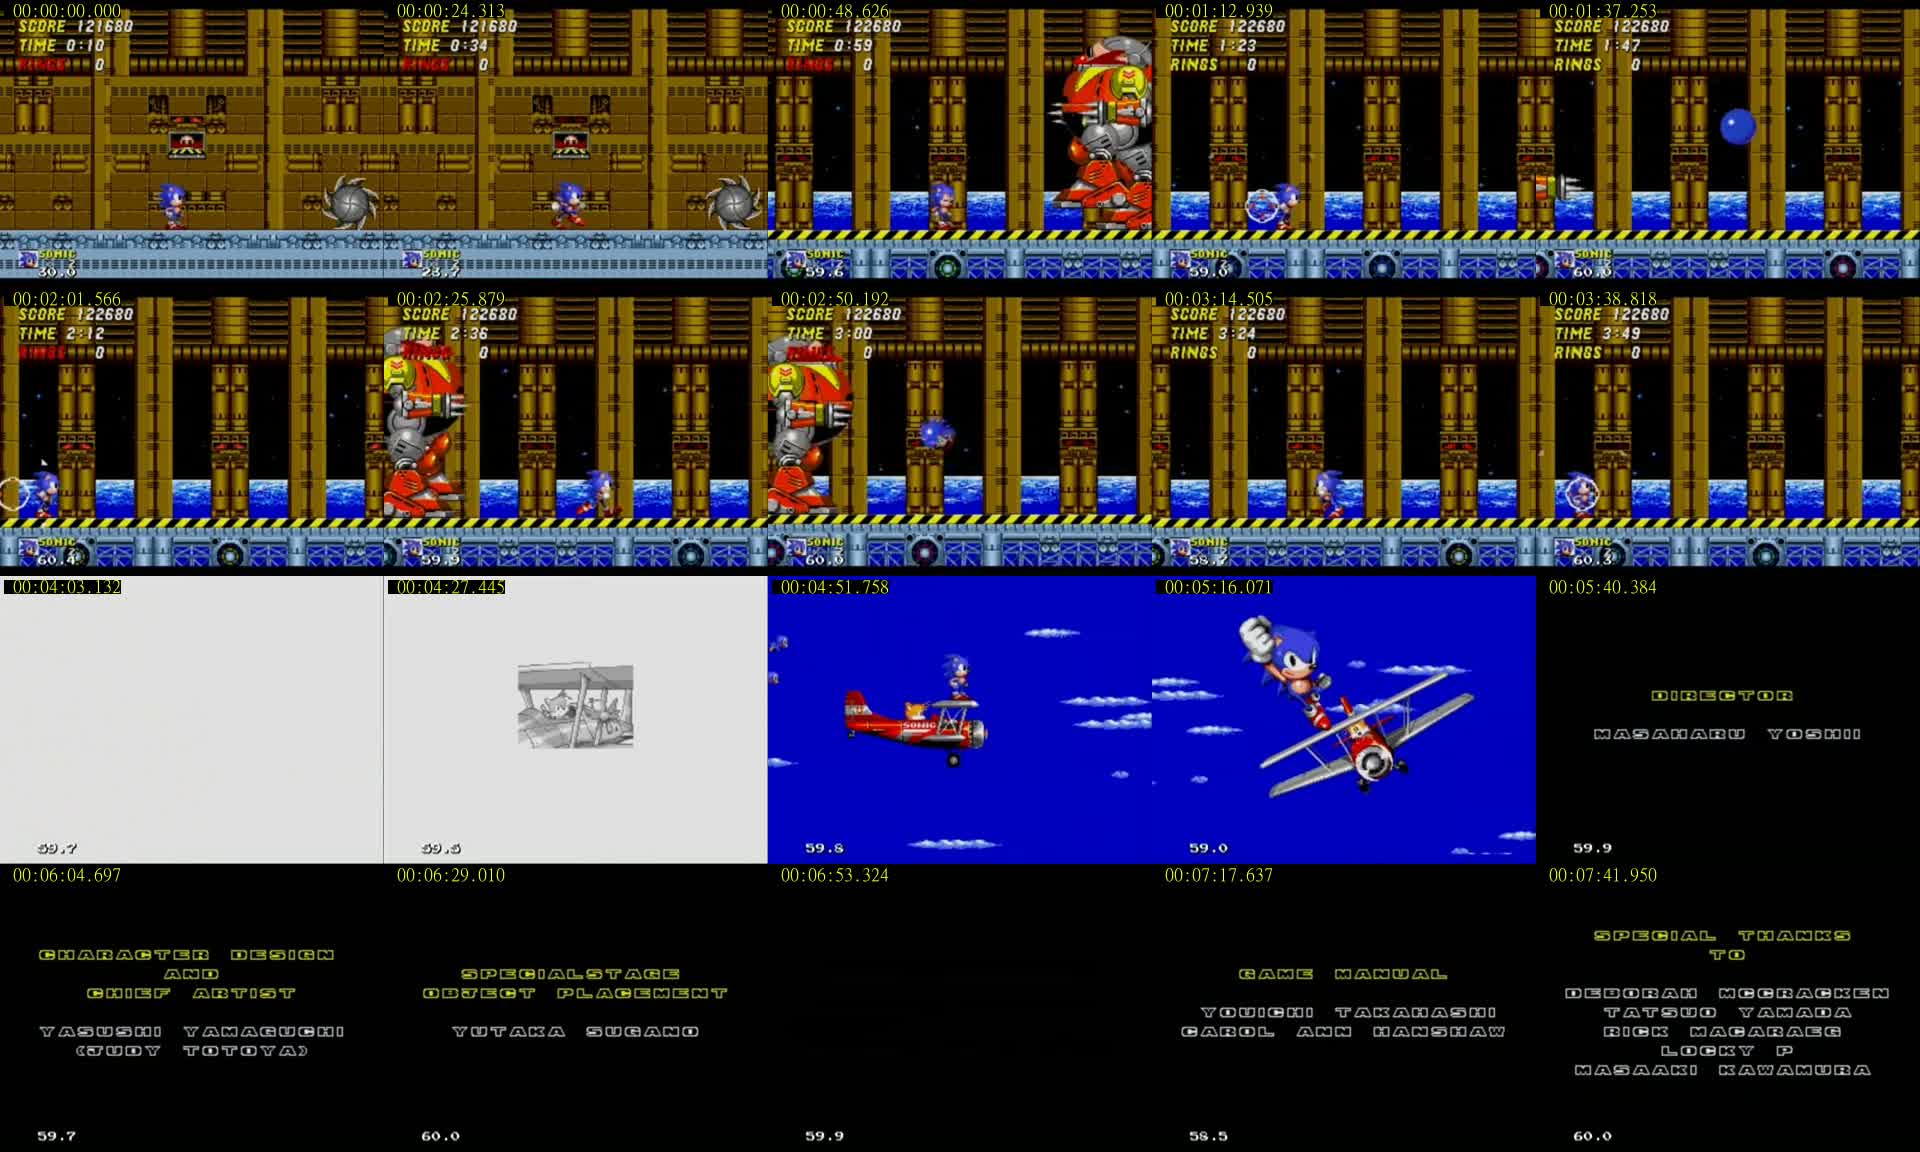 00:00:00.000
SCORE 121680
TIME 0:10
RINGS 0
SONIC
30.0
00:00:24.313
SCORE 121680
TIME 0:34
RINGS 0
SONIC
23.7
00:00:48.626
SCORE 122680
TIME 0:59
RINGS 0
SONIC
59.6
00:01:12.939
SCORE 122680
TIME 1:23
RINGS 0
SONIC
59.0
00:01:37.253
SCORE 122680
TIME 1:47
RINGS 0
SONIC
60.0
00:02:01.566
SCORE 122680
TIME 2:12
RINGS 0
SONIC
60.4
00:02:25.879
SCORE 122680
TIME 2:36
RINGS 0
SONIC
59.9
00:02:50.192
SCORE 122680
TIME 3:00
RINGS 0
SONIC
60.0
00:03:14.505
SCORE 122680
TIME 3:24
RINGS 0
SONIC
58.7
00:03:38.818
SCORE 122680
TIME 3:49
RINGS 0
SONIC
60.3
00:04:03.132
59.7
00:04:27.445
59.5
00:04:51.758
SONIC
59.8
00:05:16.071
59.0
00:05:40.384
DIRECTOR
MASAHARU YOSHII
59.9
00:06:04.697
CHARACTER DESIGN
AND
CHIEF ARTIST
YASUSHI YAMAGUCHI
(JUDY TOTOYA)
59.7
00:06:29.010
SPECIALSTAGE
OBJECT PLACEMENT
YUTAKA SUGANO
60.0
00:06:53.324
59.9
00:07:17.637
GAME MANUAL
YOUICHI TAKAHASHI
CAROL ANN HANSHAW
58.5
00:07:41.950
SPECIAL THANKS
TO
DEBORAH MCCRACKEN
TATSUO YAMADA
RICK MACARAEG
LOCKY P
MASAAKI KAWAMURA
60.0